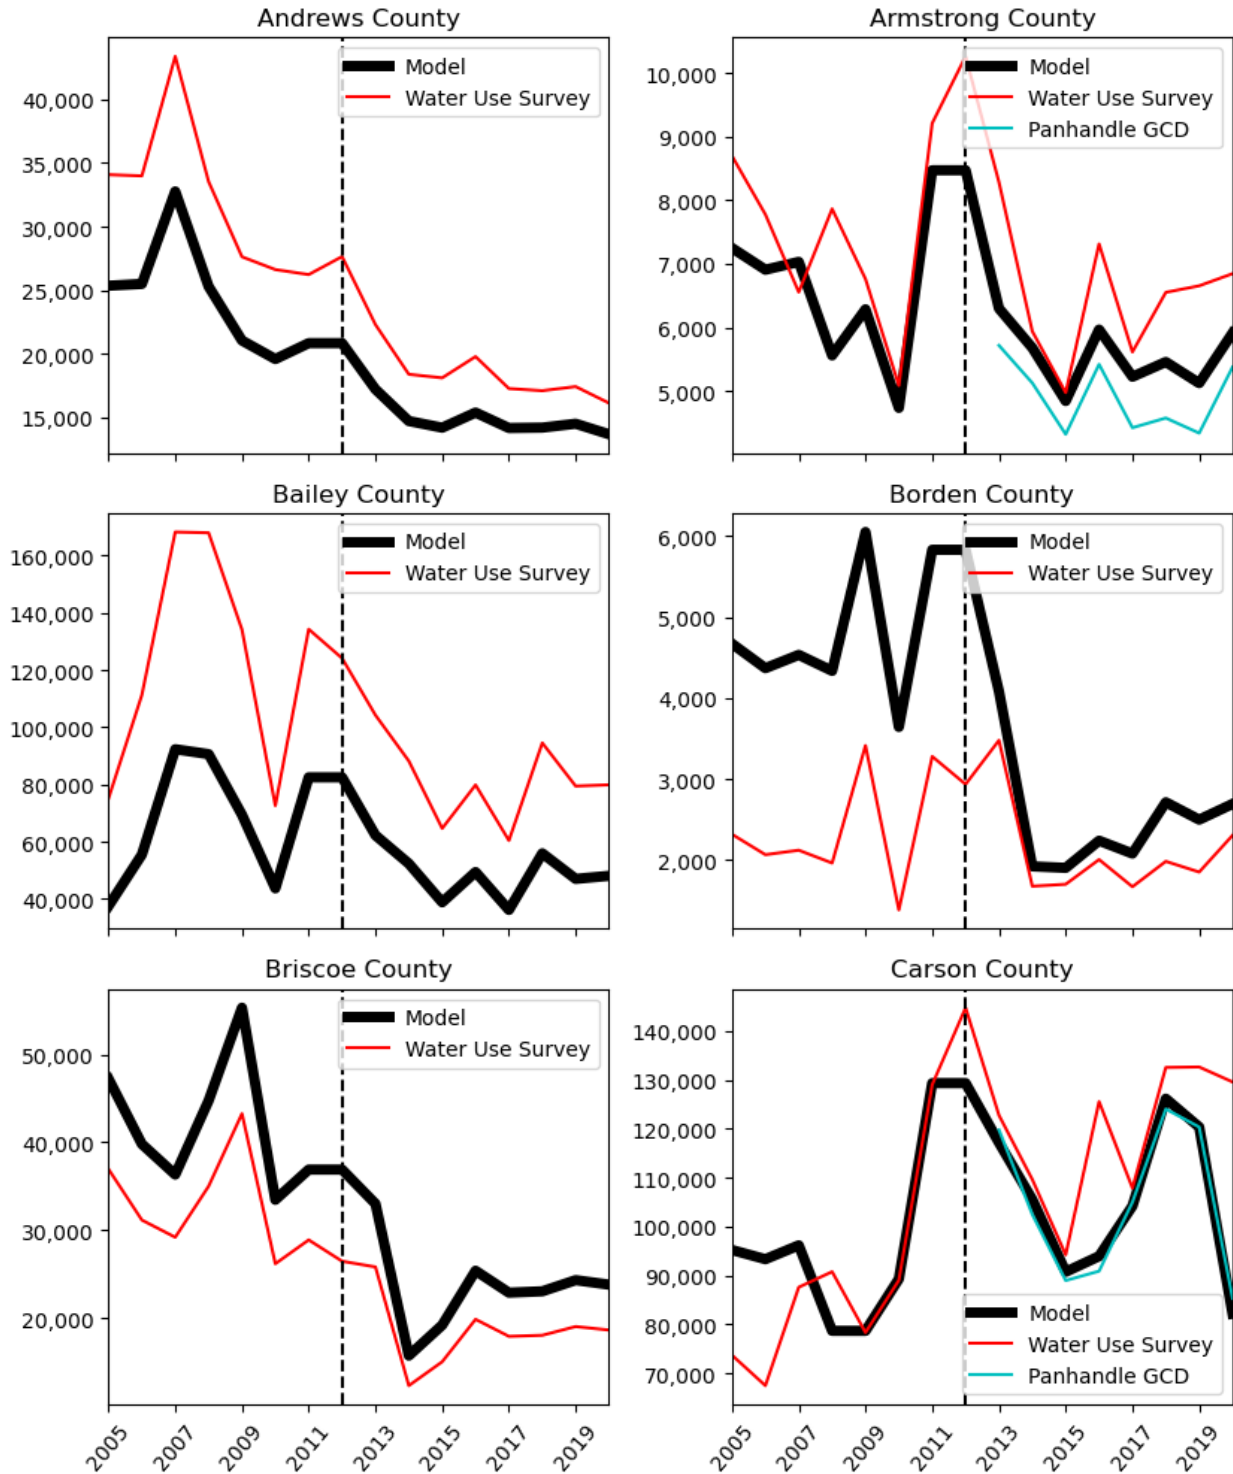 Andrews County
40,000
35,000
30,000
25,000
20,000
15,000
Model
Water Use Survey
Armstrong County
10,000
9,000
8,000
7,000
6,000
5,000
Model
Water Use Survey
Panhandle GCD
Bailey County
160,000
140,000
120,000
100,000
80,000
60,000
40,000
Model
Water Use Survey
Borden County
6,000
5,000
4,000
3,000
2,000
Model
Water Use Survey
Briscoe County
50,000
40,000
30,000
20,000
Model
Water Use Survey
2005 2007 2009 2011 2013 2015 2017 2019
Carson County
140,000
130,000
120,000
110,000
100,000
90,000
80,000
70,000
Model
Water Use Survey
Panhandle GCD
2005 2007 2009 2011 2013 2015 2017 2019